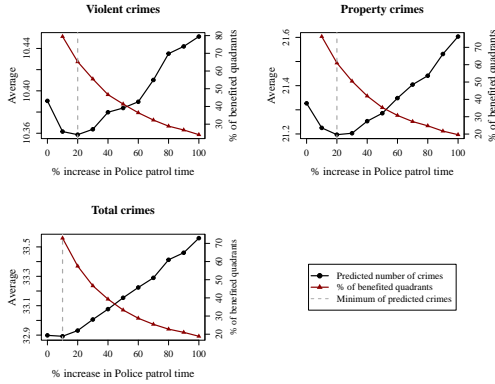 Violent crimes
Average
10.36 10.40 10.44
30 40 50 60 70 80
% of benefited quadrants
0 20 40 60 80 100
% increase in Police patrol time
Property crimes
Average
21.2 21.4 21.6
20 30 40 50 60 70
% of benefited quadrants
0 20 40 60 80 100
% increase in Police patrol time
Total crimes
Average
32.9 33.1 33.3 33.5
20 30 40 50 60 70
% of benefited quadrants
0 20 40 60 80 100
% increase in Police patrol time
Predicted number of crimes
% of benefited quadrants
Minimum of predicted crimes